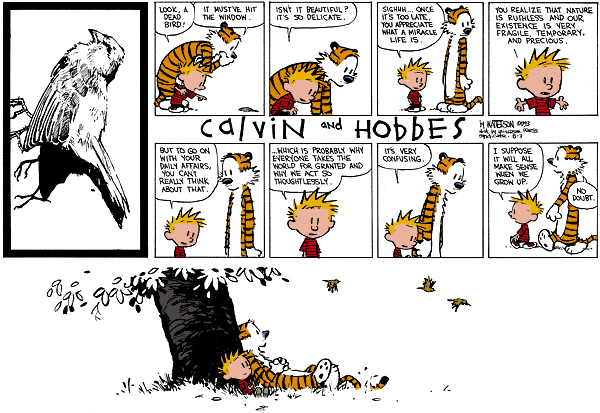 LOOK, A
DEAD
BIRD!
IT MUST'VE HIT
THE WINDOW.
ISN'T IT BEAUTIFUL?
IT'S SO DELICATE.
SIGHHH... ONCE
IT'S TOO LATE,
YOU APPRECIATE
WHAT A MIRACLE
LIFE IS.
YOU REALIZE THAT NATURE
IS RUTHLESS AND OUR
EXISTENCE IS VERY
FRAGILE, TEMPORARY,
AND PRECIOUS.
CALVIN AND HOBBES
by WATTERSON
BUT TO GO ON
WITH YOUR
DAILY AFFAIRS,
YOU CAN'T
REALLY THINK
ABOUT THAT.
...WHICH IS PROBABLY WHY
EVERYONE TAKES THE
WORLD FOR GRANTED AND
WHY WE ACT SO
THOUGHTLESSLY.
IT'S VERY
CONFUSING.
I SUPPOSE
IT WILL ALL
MAKE SENSE
WHEN WE
GROW UP.
NO
DOUBT.